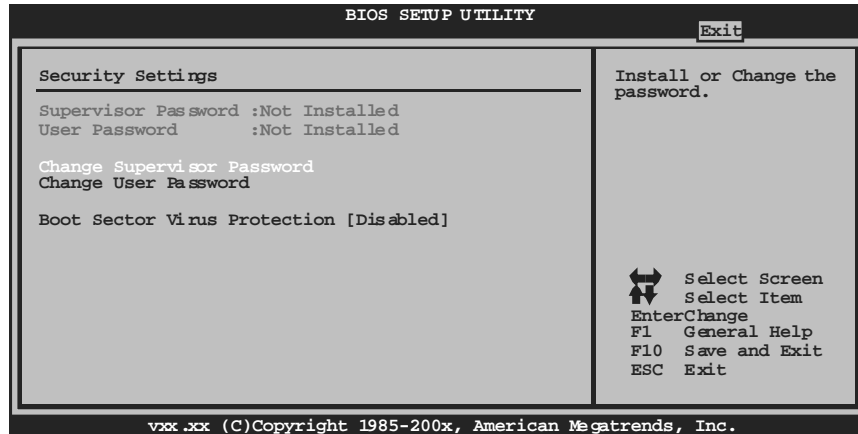 BIOS SETUP UTILITY
Exit
Security Settings
Supervisor Password :Not Installed
User Password :Not Installed
Change Supervisor Password
Change User Password
Boot Sector Virus Protection [Disabled]
Install or Change the
password.
Select Screen
Select Item
EnterChange
F1 General Help
F10 Save and Exit
ESC Exit
vxx.xx (C)Copyright 1985-200x, American Megatrends, Inc.